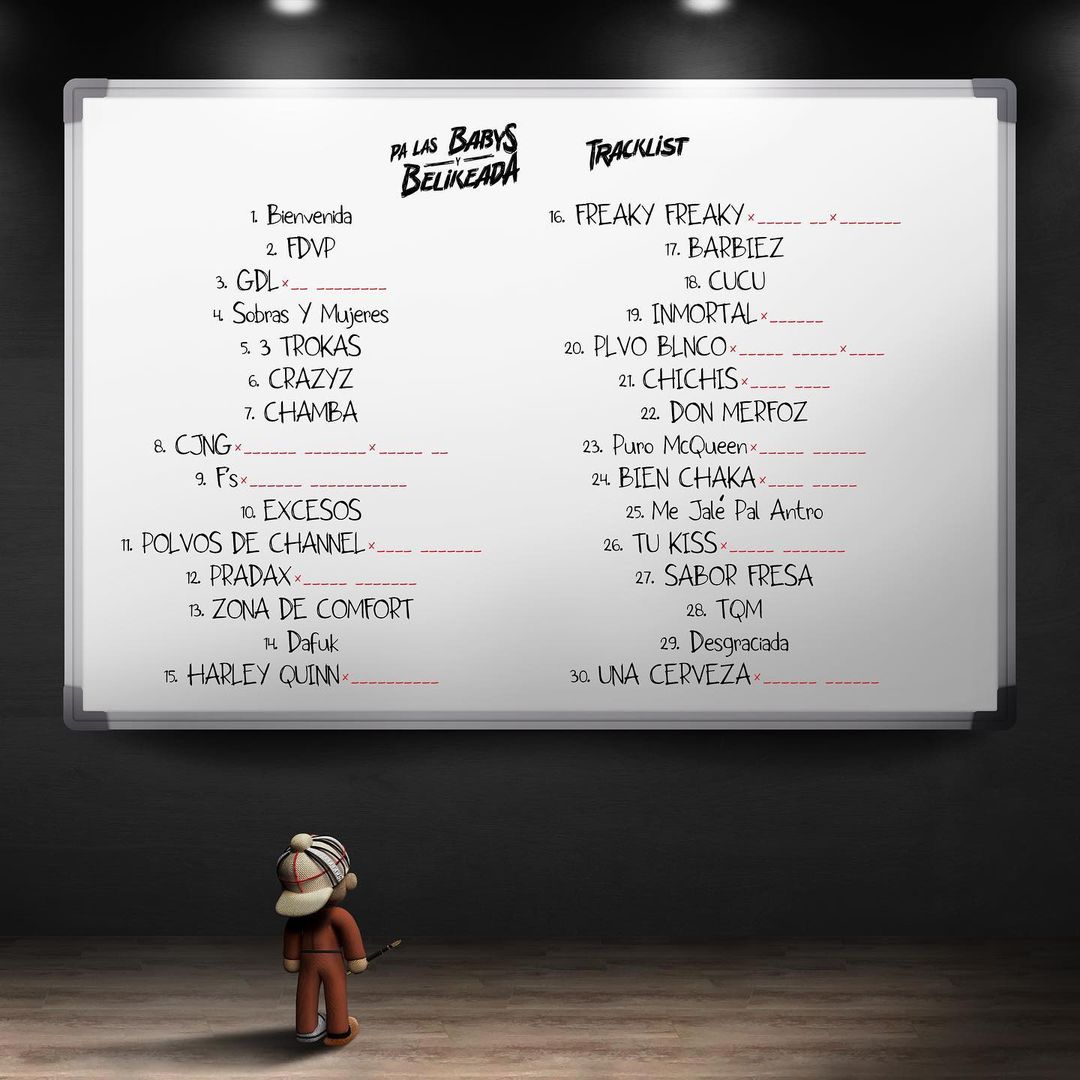 PA LAS BABYS
Y
BELIKEADA
TRACKLIST
1. Bienvenida
2. FDVP
3. GDL x__ ________
4. Sobras Y Mujeres
5. 3 TROKAS
6. CRAZYZ
7. CHAMBA
8. CJNG x______ _______x_____ __
9. F's x______ ___________
10. EXCESOS
11. POLVOS DE CHANNEL x____ _______
12. PRADAX x_____ _______
13. ZONA DE COMFORT
14. Dafuk
15. HARLEY QUINN x__________
16. FREAKY FREAKY x_____ __x________
17. BARBIEZ
18. CUCU
19. INMORTAL x______
20. PLVO BLNCO x_____ _____x____
21. CHICHIS x____ ____
22. DON MERFOZ
23. Puro McQueen x_____ ______
24. BIEN CHAKA x____ _____
25. Me Jalé Pal Antro
26. TU KISS x_____ _______
27. SABOR FRESA
28. TQM
29. Desgraciada
30. UNA CERVEZA x______ ______